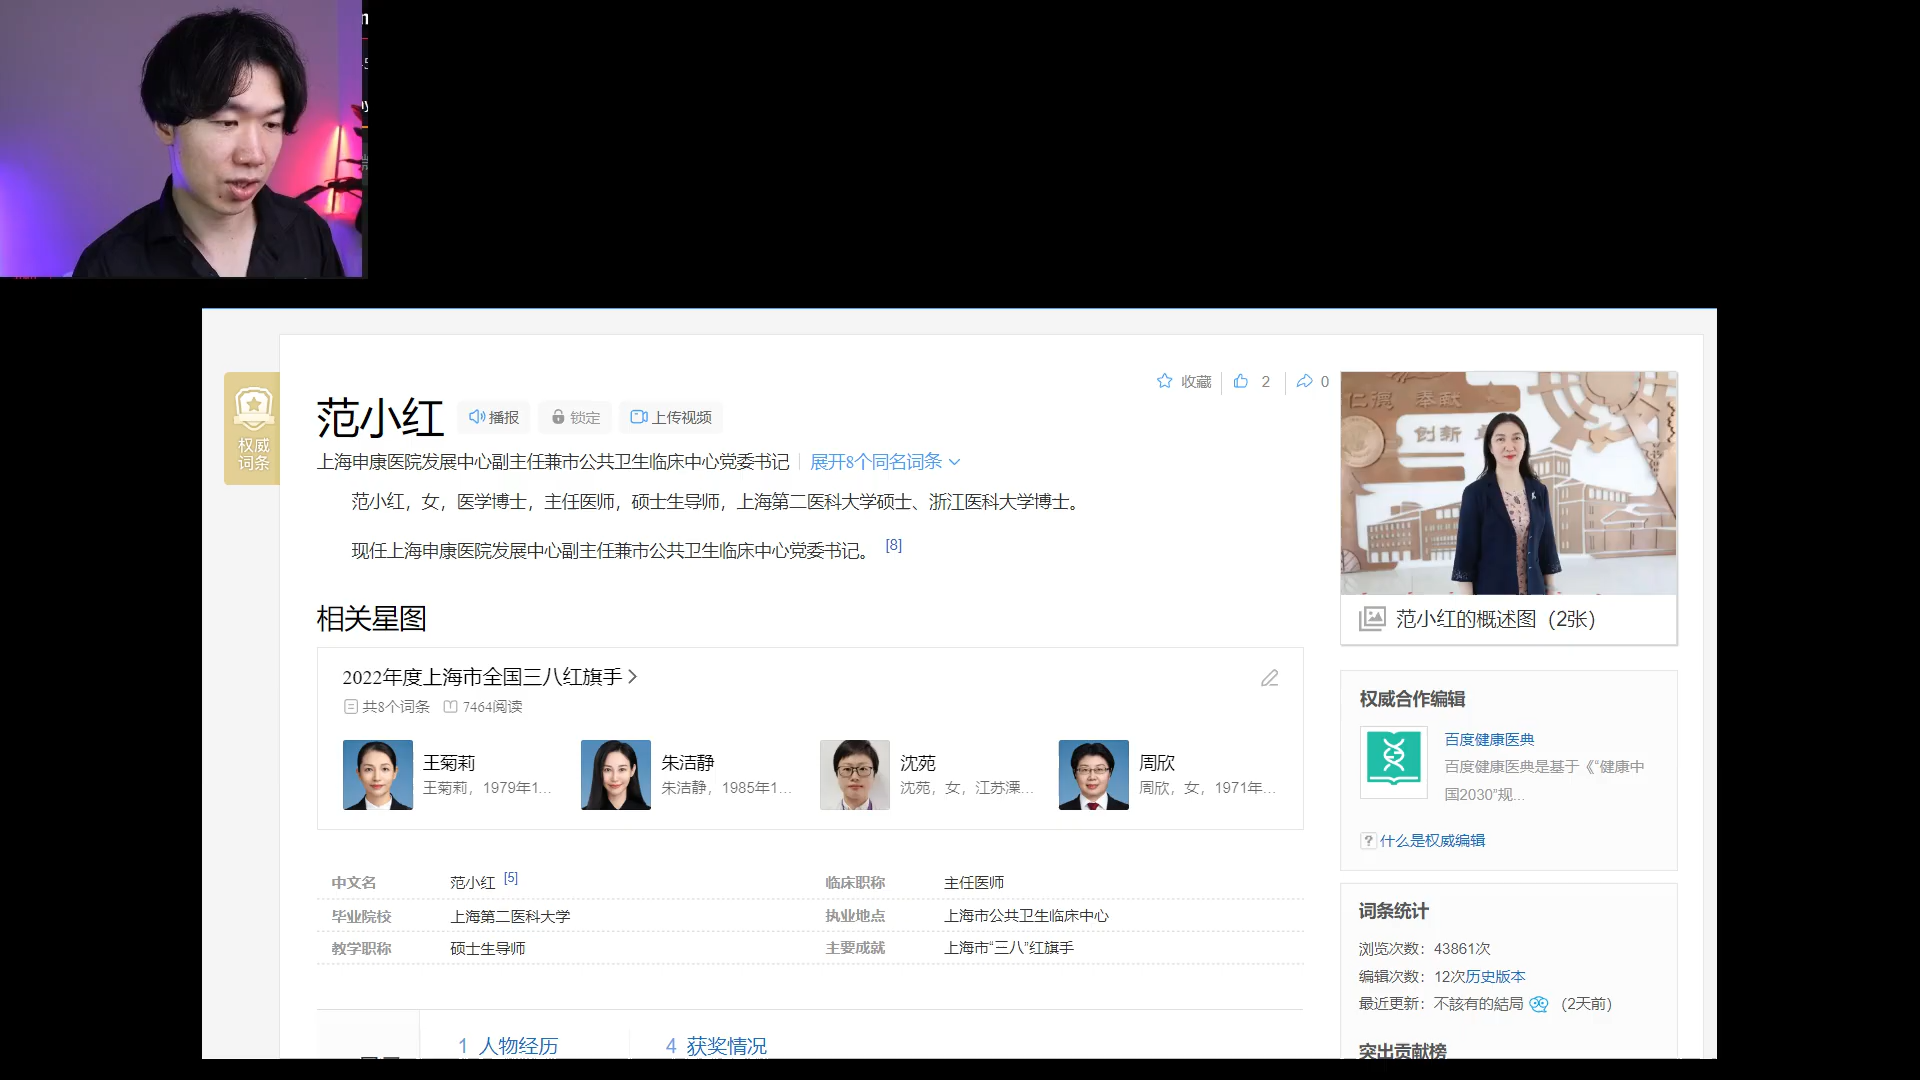 收藏
2
0
权威
词条
范小红
播报
锁定
上传视频
上海申康医院发展中心副主任兼市公共卫生临床中心党委书记
展开8个同名词条
范小红，女，医学博士，主任医师，硕士生导师，上海第二医科大学硕士、浙江医科大学博士。
现任上海申康医院发展中心副主任兼市公共卫生临床中心党委书记。 [8]
相关星图
2022年度上海市全国三八红旗手
共8个词条
7464阅读
王菊莉
王菊莉，1979年1...
朱洁静
朱洁静，1985年1...
沈苑
沈苑，女，江苏溧...
周欣
周欣，女，1971年...
中文名
范小红 [5]
临床职称
主任医师
毕业院校
上海第二医科大学
执业地点
上海市公共卫生临床中心
教学职称
硕士生导师
主要成就
上海市“三八”红旗手
1 人物经历
4 获奖情况
奉献
创新
范小红的概述图（2张）
权威合作编辑
百度健康医典
百度健康医典是基于《“健康中
国2030”规...
什么是权威编辑
词条统计
浏览次数：43861次
编辑次数：12次历史版本
最近更新：不該有的結局 （2天前）
突出贡献榜